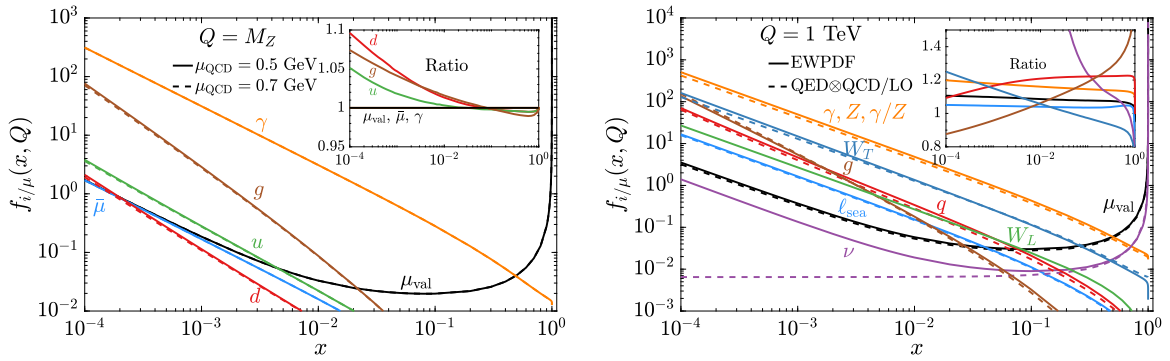 Q = M_Z
μ_QCD = 0.5 GeV
μ_QCD = 0.7 GeV
γ
g
u
d
μ̄
μ_val
f_{i/μ}(x, Q)
x
10^3
10^2
10^1
10^0
10^{-1}
10^{-2}
10^{-4}
10^{-3}
10^{-2}
10^{-1}
10^0
1.1
1.05
1
0.95
d
g
u
Ratio
μ_val, μ̄, γ
10^{-4}
10^{-2}
10^0
Q = 1 TeV
EWPDF
QED⊗QCD/LO
γ, Z, γ/Z
W_T
g
q
ℓ_sea
W_L
ν
μ_val
f_{i/μ}(x, Q)
x
10^4
10^3
10^2
10^1
10^0
10^{-1}
10^{-2}
10^{-3}
10^{-4}
10^{-3}
10^{-2}
10^{-1}
10^0
1.4
1.2
1
0.8
Ratio
10^{-4}
10^{-2}
10^0